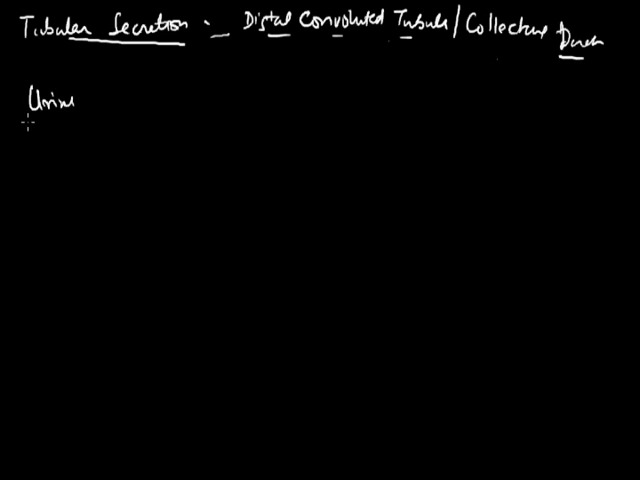 Tubular Secretion :- Distal Convoluted Tubule / Collecting Duct
Urine